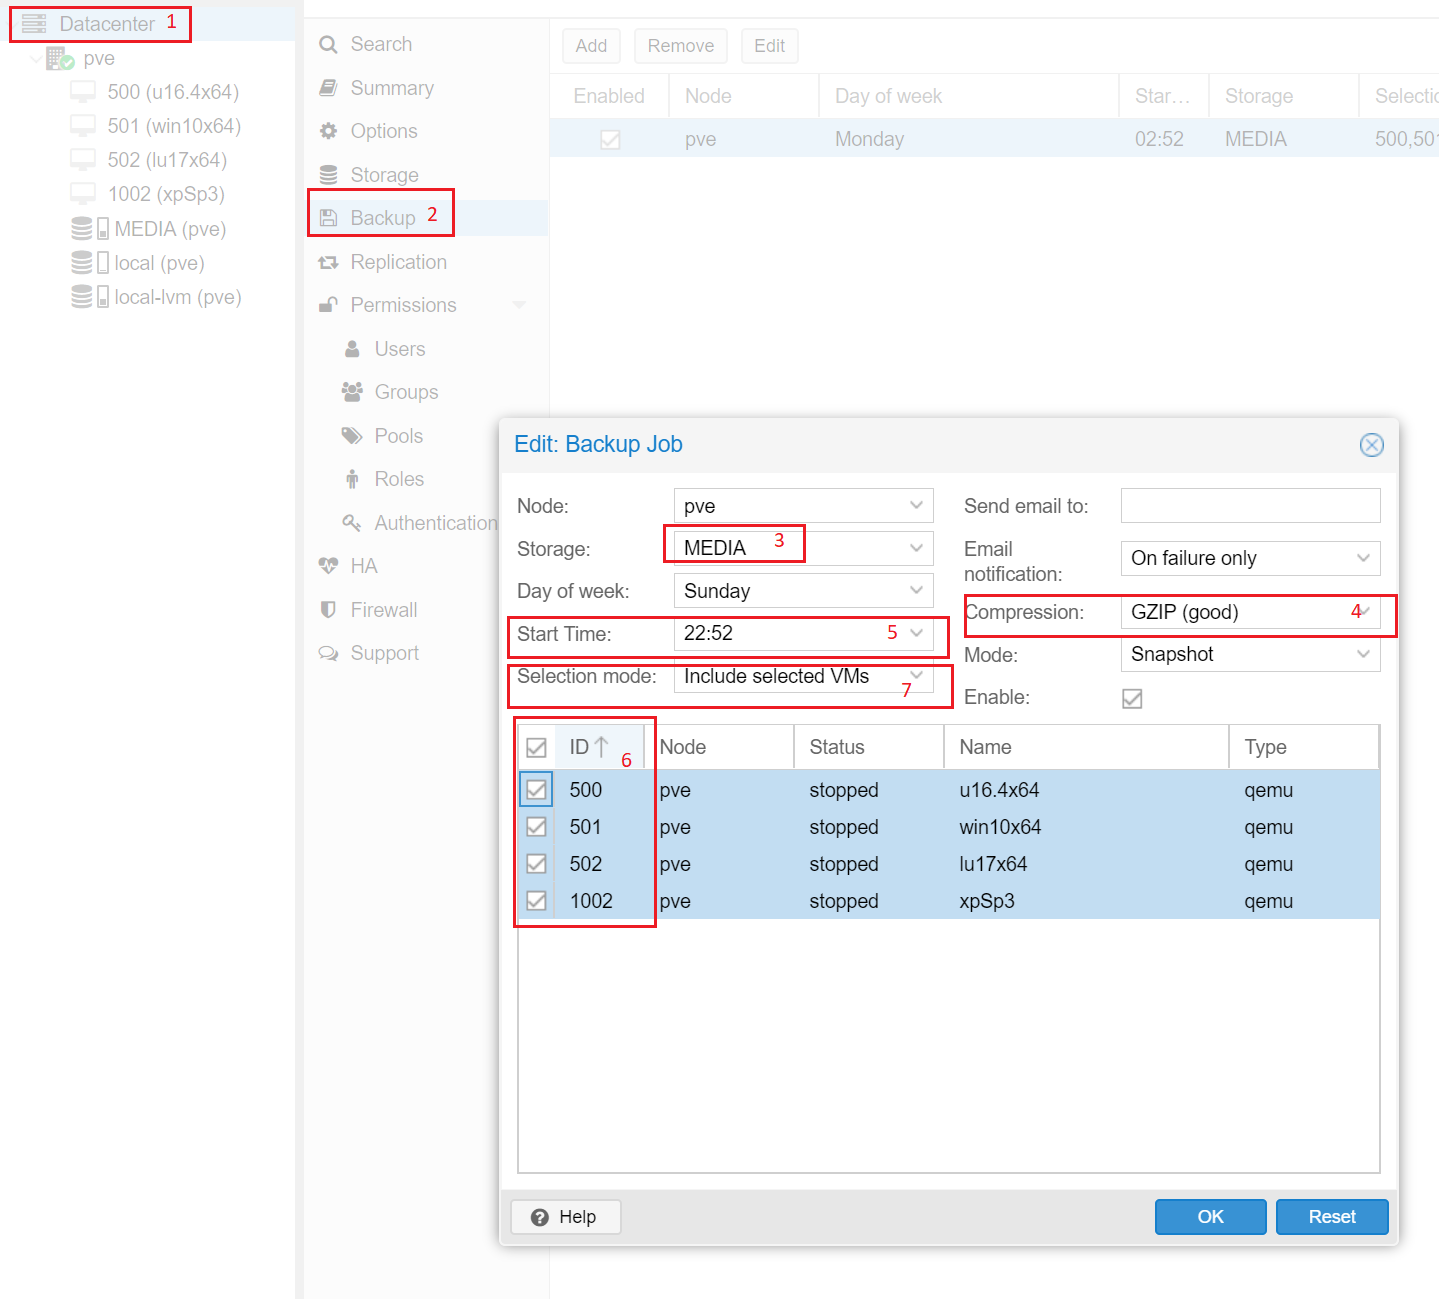 Datacenter 1
pve
500 (u16.4x64)
501 (win10x64)
502 (lu17x64)
1002 (xpSp3)
MEDIA (pve)
local (pve)
local-lvm (pve)
Search
Summary
Options
Storage
Backup 2
Replication
Permissions
Users
Groups
Pools
Roles
Authentication
HA
Firewall
Support
Add Remove Edit
Enabled Node Day of week Star... Storage Selectio
pve Monday 02:52 MEDIA 500,501
Edit: Backup Job
Node: pve
Storage: MEDIA 3
Day of week: Sunday
Start Time: 22:52 5
Selection mode: Include selected VMs 7
Send email to:
Email
notification: On failure only
Compression: GZIP (good) 4
Mode: Snapshot
Enable:
ID 6 Node Status Name Type
500 pve stopped u16.4x64 qemu
501 pve stopped win10x64 qemu
502 pve stopped lu17x64 qemu
1002 pve stopped xpSp3 qemu
Help OK Reset